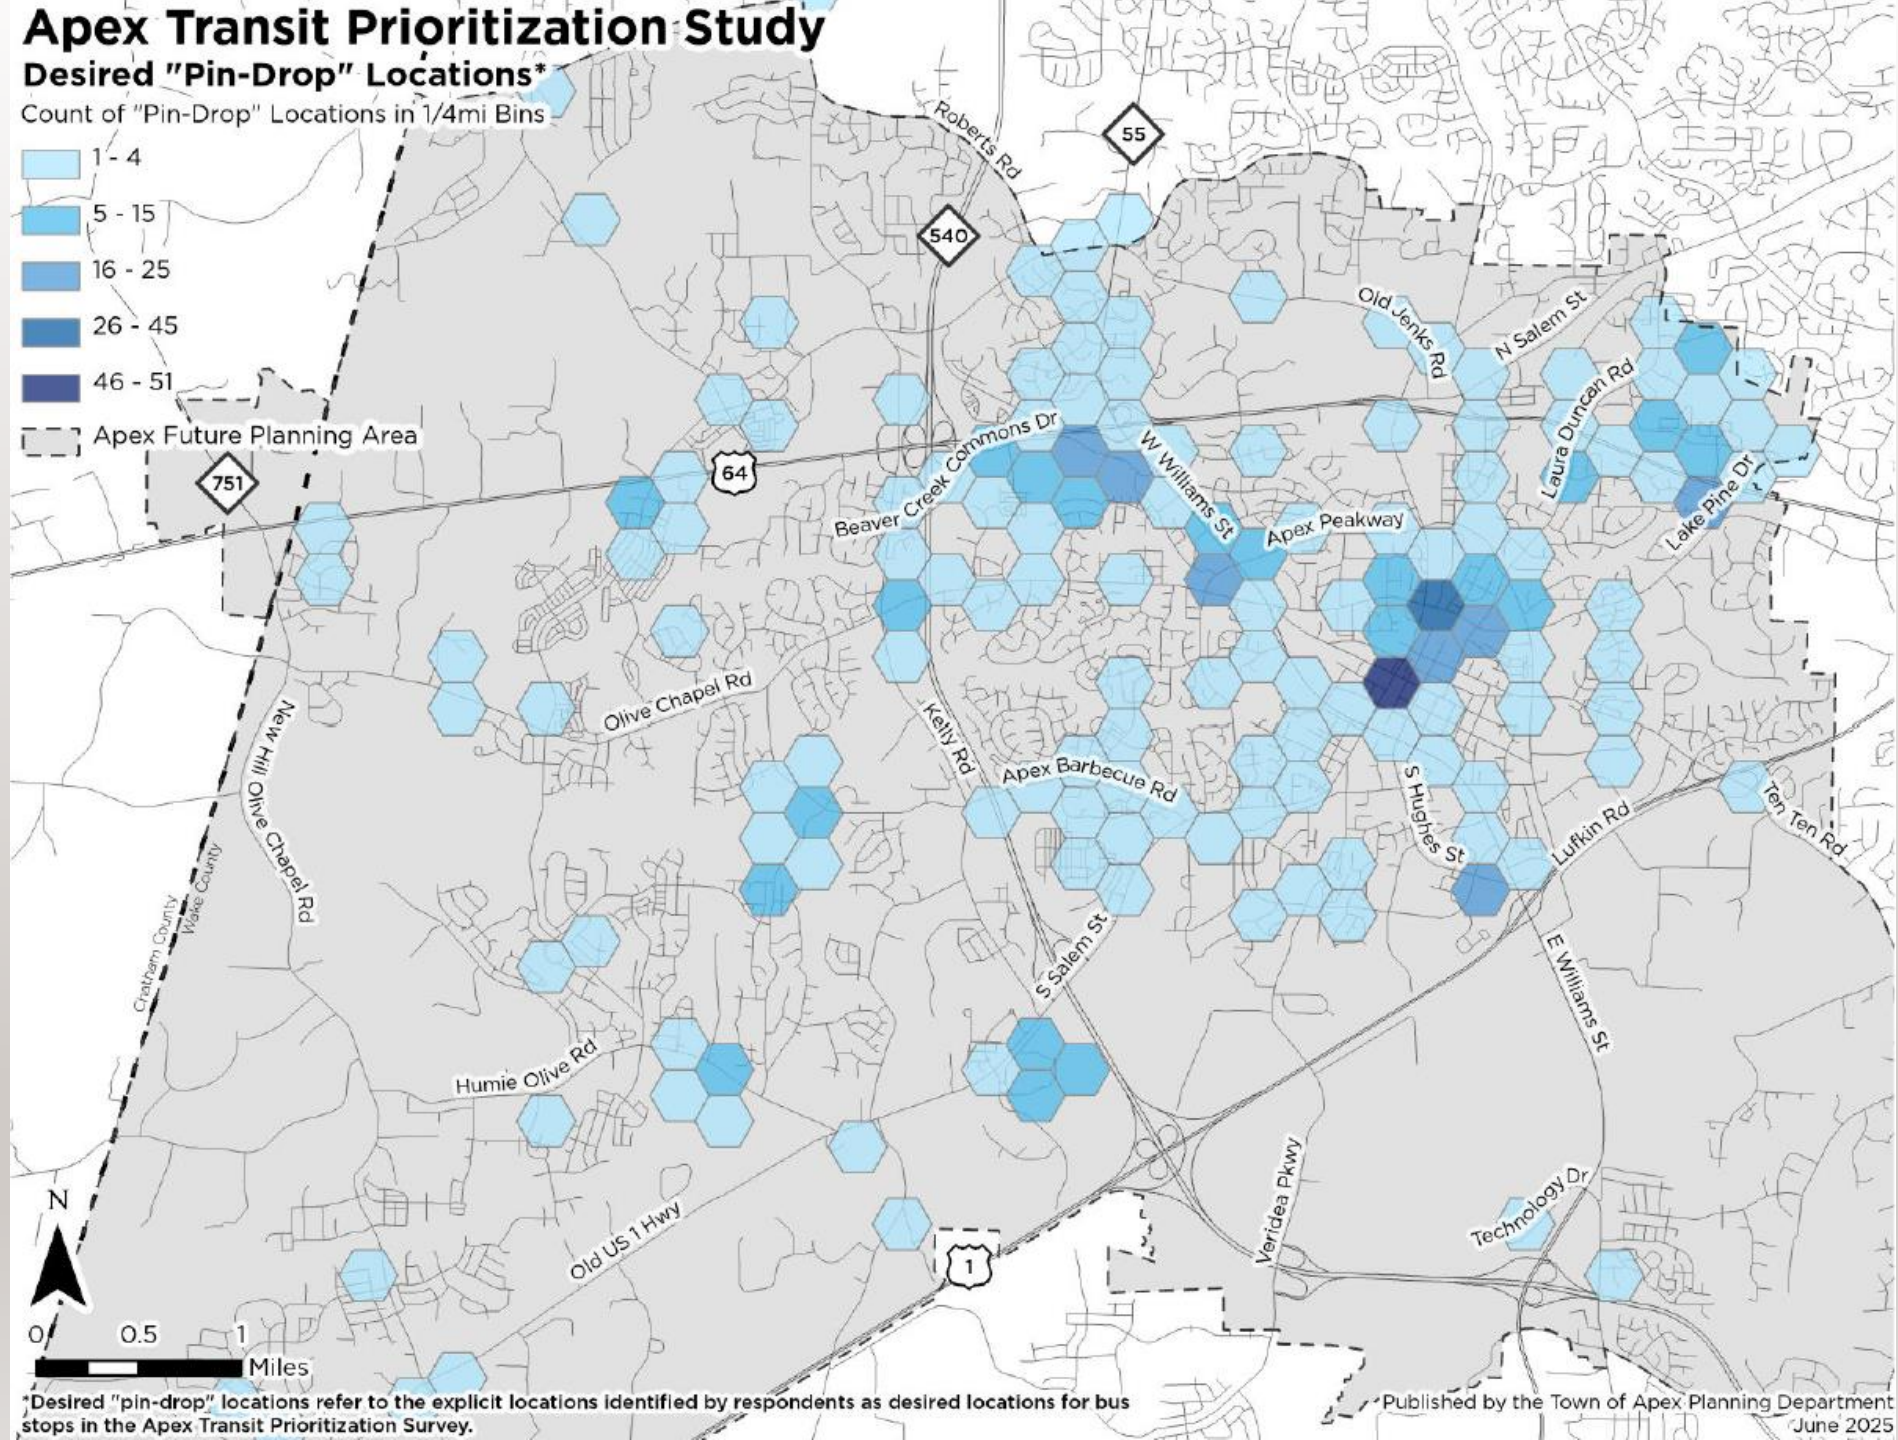 Apex Transit Prioritization Study
Desired "Pin-Drop" Locations*
Count of "Pin-Drop" Locations in 1/4mi Bins
1 - 4
5 - 15
16 - 25
26 - 45
46 - 51
Apex Future Planning Area
Roberts Rd
55
540
Old Jenks Rd
N Salem St
Laura Duncan Rd
Beaver Creek Commons Dr
W Williams St
64
751
Apex Peakway
Lake Pine Dr
Olive Chapel Rd
New Hill Olive Chapel Rd
Kelly Rd
Apex Barbecue Rd
S Hughes St
Lufkin Rd
Ten Ten Rd
Chatham County
Wake County
S Salem St
E Williams St
Humie Olive Rd
Old US 1 Hwy
Veridea Pkwy
Technology Dr
1
N
0 0.5 1
Miles
*Desired "pin-drop" locations refer to the explicit locations identified by respondents as desired locations for bus
stops in the Apex Transit Prioritization Survey.
Published by the Town of Apex Planning Department
June 2025